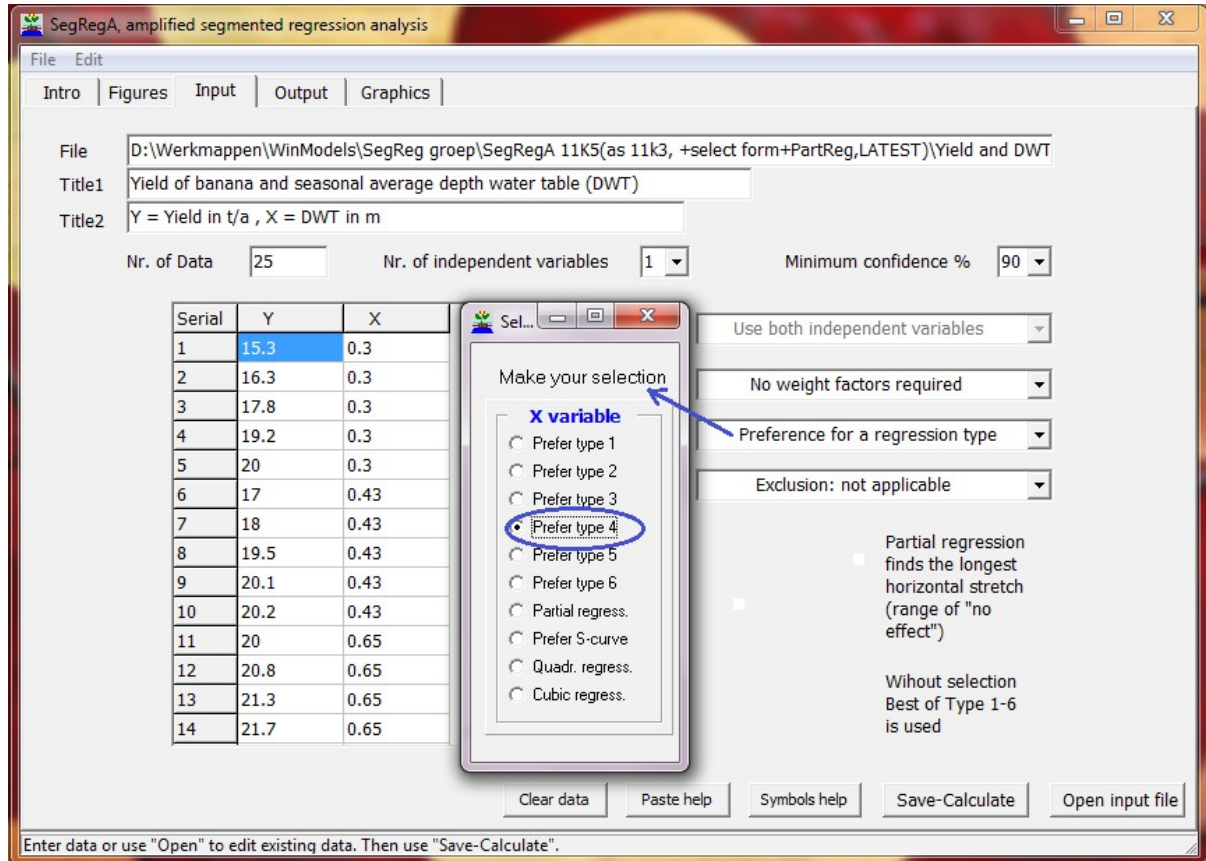 SegRegA, amplified segmented regression analysis
File Edit
Intro Figures Input Output Graphics
File D:\Werkmappen\WinModels\SegReg groep\SegRegA 11K5(as 11k3, +select form+PartReg,LATEST)\Yield and DWT
Title1 Yield of banana and seasonal average depth water table (DWT)
Title2 Y = Yield in t/a , X = DWT in m
Nr. of Data 25 Nr. of independent variables 1 Minimum confidence % 90
Serial Y X
1 15.3 0.3
2 16.3 0.3
3 17.8 0.3
4 19.2 0.3
5 20 0.3
6 17 0.43
7 18 0.43
8 19.5 0.43
9 20.1 0.43
10 20.2 0.43
11 20 0.65
12 20.8 0.65
13 21.3 0.65
14 21.7 0.65
Sel...
Make your selection
X variable
Prefer type 1
Prefer type 2
Prefer type 3
Prefer type 4
Prefer type 5
Prefer type 6
Partial regress.
Prefer S-curve
Quadr. regress.
Cubic regress.
Use both independent variables
No weight factors required
Preference for a regression type
Exclusion: not applicable
Partial regression
finds the longest
horizontal stretch
(range of "no
effect")
Wihout selection
Best of Type 1-6
is used
Clear data Paste help Symbols help Save-Calculate Open input file
Enter data or use "Open" to edit existing data. Then use "Save-Calculate".